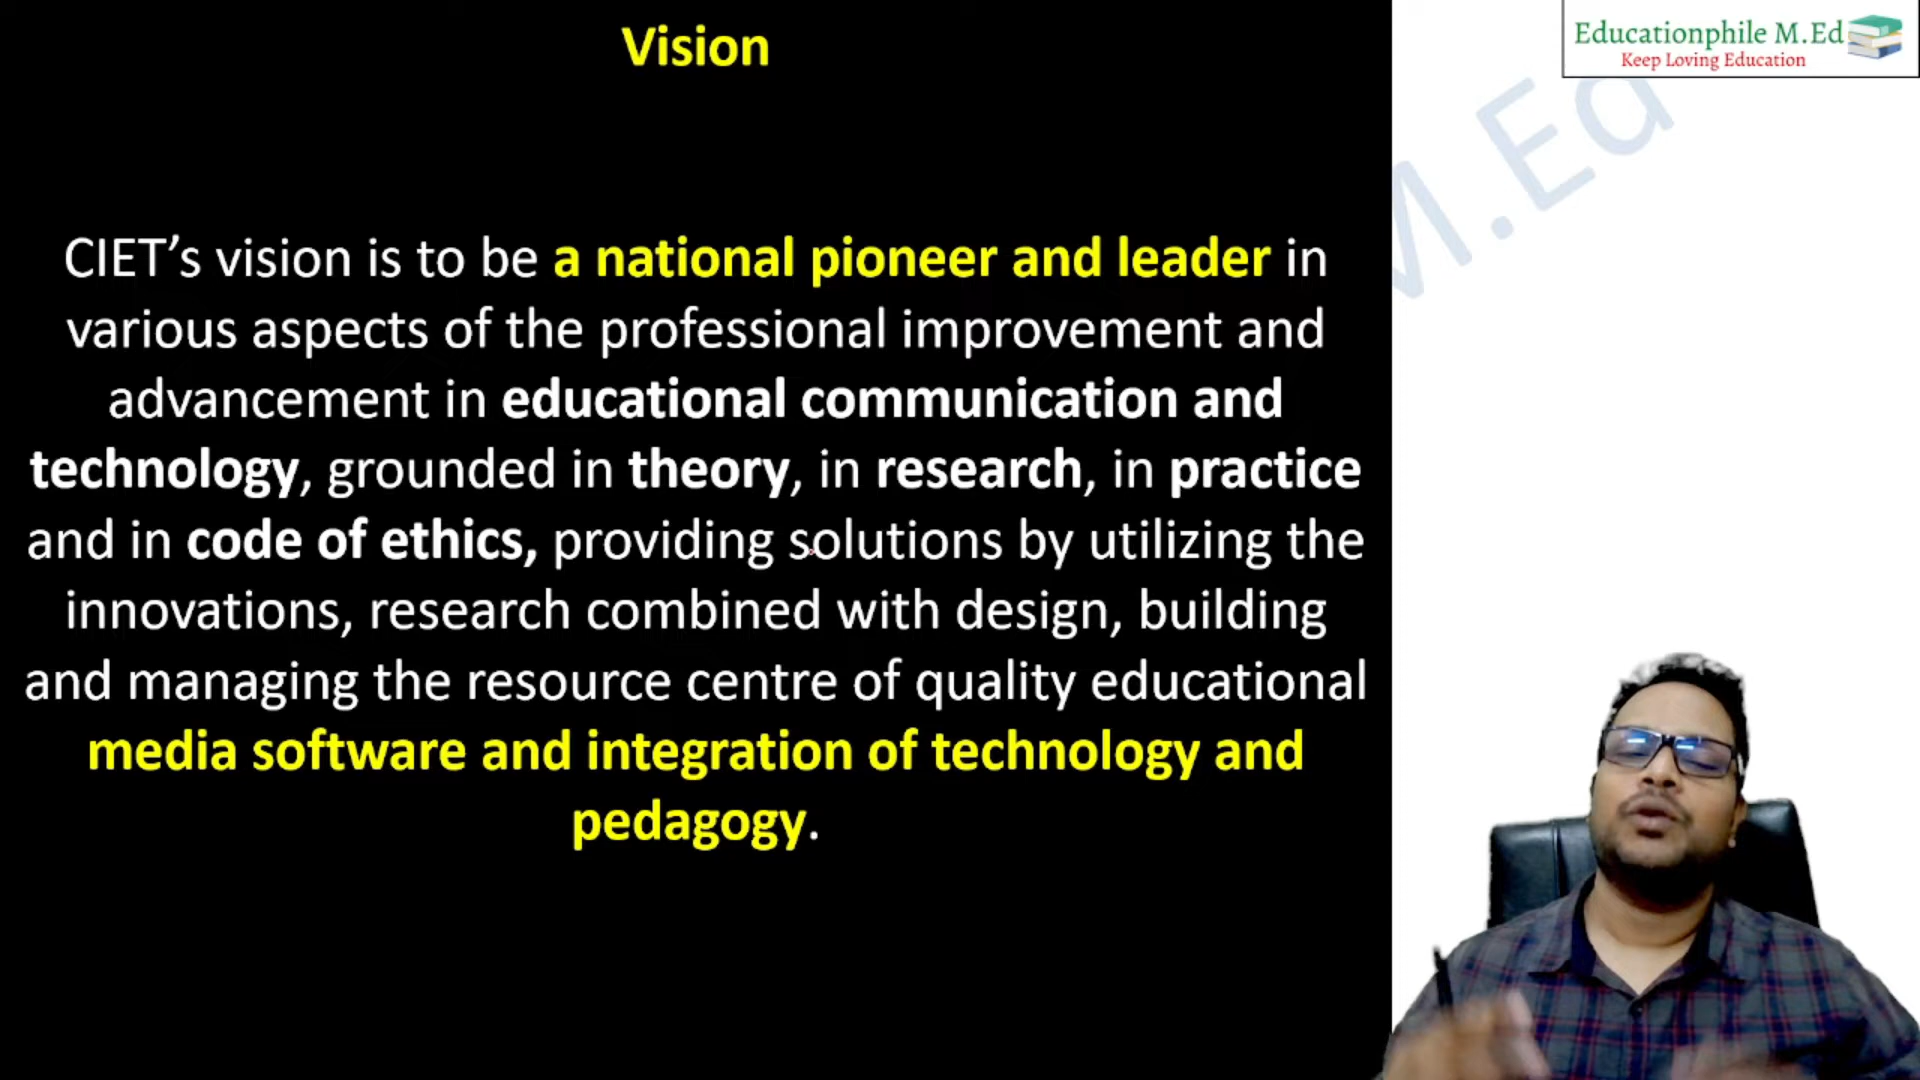 Vision
Educationphile M.Ed
Keep Loving Education
M.Ed
CIET’s vision is to be a national pioneer and leader in
various aspects of the professional improvement and
advancement in educational communication and
technology, grounded in theory, in research, in practice
and in code of ethics, providing solutions by utilizing the
innovations, research combined with design, building
and managing the resource centre of quality educational
media software and integration of technology and
pedagogy.